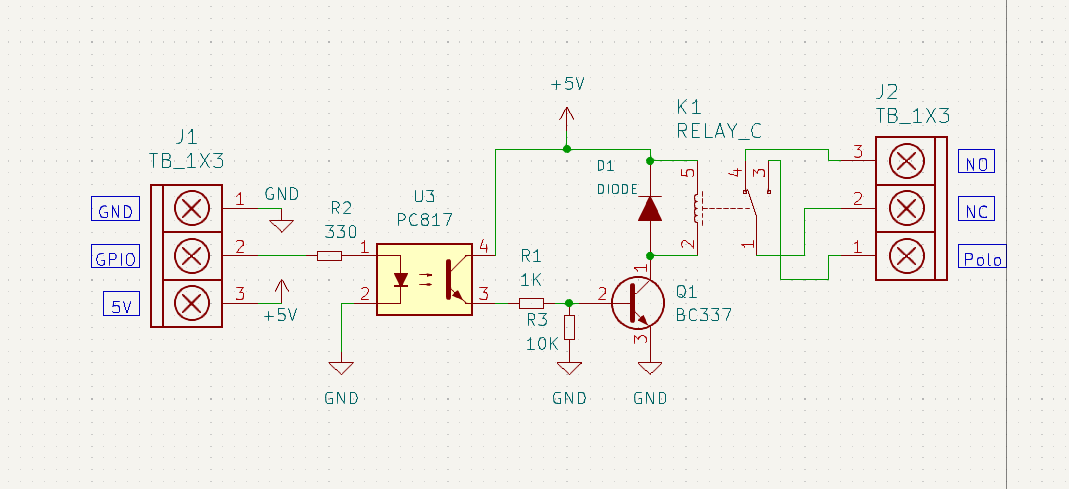 +5V
J2
TB_1X3
K1
RELAY_C
J1
TB_1X3
3
NO
D1
DIODE
5
4
3
GND
1
GND
U3
PC817
R2
330
2
NC
GPIO
2
1
4
R1
1K
2
1
1
Polo
5V
3
+5V
2
3
R3
10K
2
1
Q1
BC337
3
GND
GND
GND